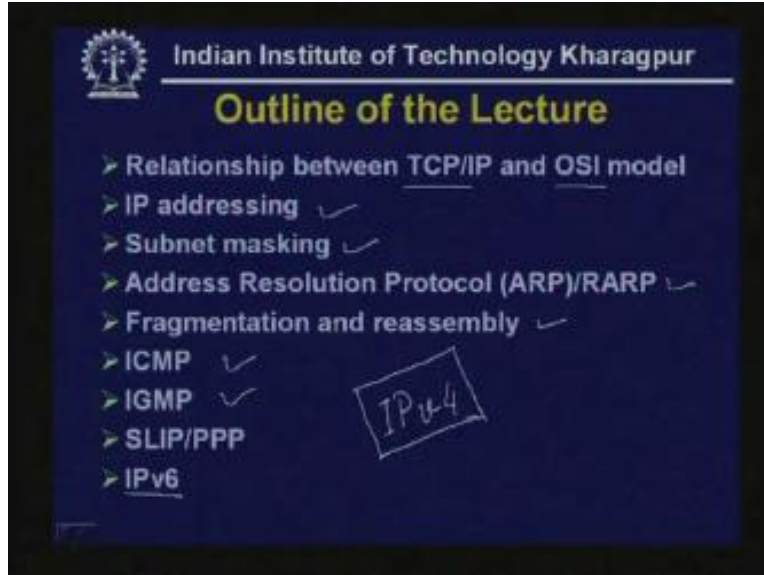 Indian Institute of Technology Kharagpur
Outline of the Lecture
➢ Relationship between TCP/IP and OSI model
➢ IP addressing
➢ Subnet masking
➢ Address Resolution Protocol (ARP)/RARP
➢ Fragmentation and reassembly
➢ ICMP
➢ IGMP
IPv4
➢ SLIP/PPP
➢ IPv6